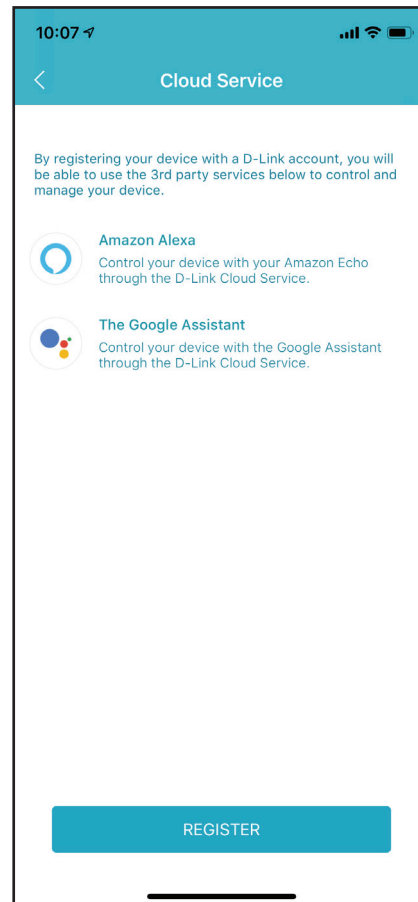 10:07
Cloud Service
By registering your device with a D-Link account, you will
be able to use the 3rd party services below to control and
manage your device.
Amazon Alexa
Control your device with your Amazon Echo
through the D-Link Cloud Service.
The Google Assistant
Control your device with the Google Assistant
through the D-Link Cloud Service.
REGISTER